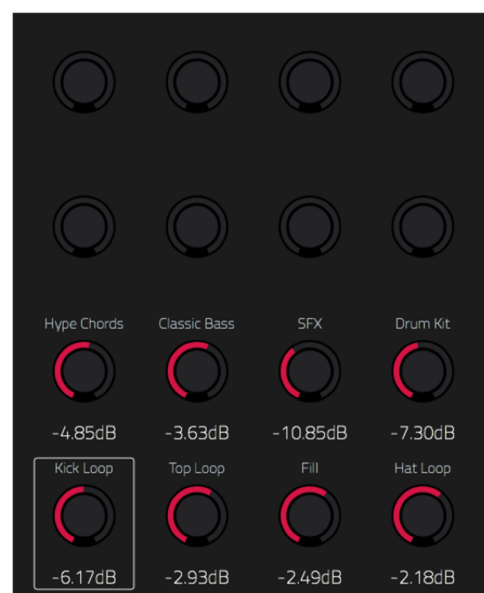 Hype Chords Classic Bass SFX Drum Kit
-4.85dB -3.63dB -10.85dB -7.30dB
Kick Loop Top Loop Fill Hat Loop
-6.17dB -2.93dB -2.49dB -2.18dB